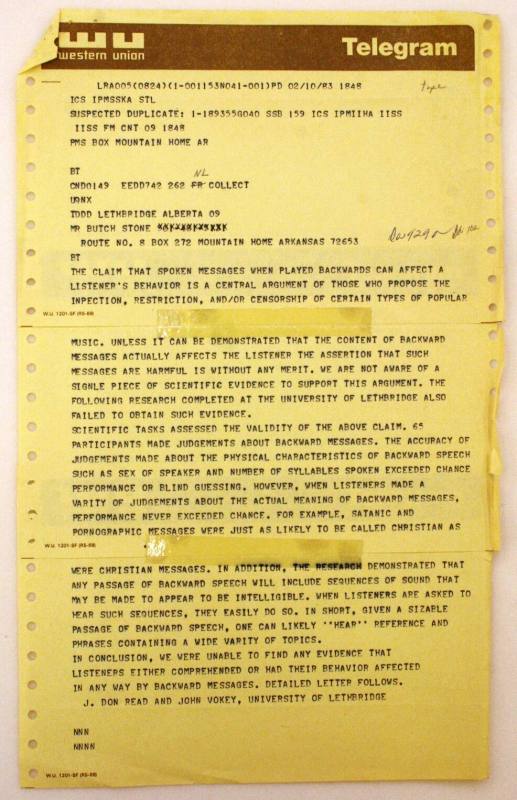 wu
western union
Telegram
LRA005(0824)(1-001153N041-001)PD 02/10/83 1848
tape
ICS IPMSSKA STL
SUSPECTED DUPLICATE: 1-189355G040 SSB 159 ICS IPMIIHA IISS
IISS FM CNT 09 1848
PMS BOX MOUNTAIN HOME AR
BT
NL
CND0149 EEDD742 262 FR COLLECT
URNX
TDDD LETHBRIDGE ALBERTA 09
MR BUTCH STONE
ROUTE NO. 8 BOX 272 MOUNTAIN HOME ARKANSAS 72653
BT
THE CLAIM THAT SPOKEN MESSAGES WHEN PLAYED BACKWARDS CAN AFFECT A
LISTENER'S BEHAVIOR IS A CENTRAL ARGUMENT OF THOSE WHO PROPOSE THE
INPECTION, RESTRICTION, AND/OR CENSORSHIP OF CERTAIN TYPES OF POPULAR
W.U. 1201-SF (R5-69)
MUSIC. UNLESS IT CAN BE DEMONSTRATED THAT THE CONTENT OF BACKWARD
MESSAGES ACTUALLY AFFECTS THE LISTENER THE ASSERTION THAT SUCH
MESSAGES ARE HARMFUL IS WITHOUT ANY MERIT. WE ARE NOT AWARE OF A
SIGNLE PIECE OF SCIENTIFIC EVIDENCE TO SUPPORT THIS ARGUMENT. THE
FOLLOWING RESEARCH COMPLETED AT THE UNIVERSITY OF LETHBRIDGE ALSO
FAILED TO OBTAIN SUCH EVIDENCE.
SCIENTIFIC TASKS ASSESSED THE VALIDITY OF THE ABOVE CLAIM. 65
PARTICIPANTS MADE JUDGEMENTS ABOUT BACKWARD MESSAGES. THE ACCURACY OF
JUDGEMENTS MADE ABOUT THE PHYSICAL CHARACTERISTICS OF BACKWARD SPEECH
SUCH AS SEX OF SPEAKER AND NUMBER OF SYLLABLES SPOKEN EXCEEDED CHANCE
PERFORMANCE OR BLIND GUESSING. HOWEVER, WHEN LISTENERS MADE A
VARITY OF JUDGEMENTS ABOUT THE ACTUAL MEANING OF BACKWARD MESSAGES,
PERFORMANCE NEVER EXCEEDED CHANCE. FOR EXAMPLE, SATANIC AND
PORNOGRAPHIC MESSAGES WERE JUST AS LIKELY TO BE CALLED CHRISTIAN AS
W.U. 1201-SF (R5-69)
WERE CHRISTIAN MESSAGES. IN ADDITION, THE RESEARCH DEMONSTRATED THAT
ANY PASSAGE OF BACKWARD SPEECH WILL INCLUDE SEQUENCES OF SOUND THAT
MAY BE MADE TO APPEAR TO BE INTELLIGIBLE. WHEN LISTENERS ARE ASKED TO
HEAR SUCH SEQUENCES, THEY EASILY DO SO. IN SHORT, GIVEN A SIZABLE
PASSAGE OF BACKWARD SPEECH, ONE CAN LIKELY ''HEAR'' REFERENCE AND
PHRASES CONTAINING A WIDE VARITY OF TOPICS.
IN CONCLUSION, WE WERE UNABLE TO FIND ANY EVIDENCE THAT
LISTENERS EITHER COMPREHENDED OR HAD THEIR BEHAVIOR AFFECTED
IN ANY WAY BY BACKWARD MESSAGES. DETAILED LETTER FOLLOWS.
J. DON READ AND JOHN VOKEY, UNIVERSITY OF LETHBRIDGE
NNN
NNNN
W.U. 1201-SF (R5-69)